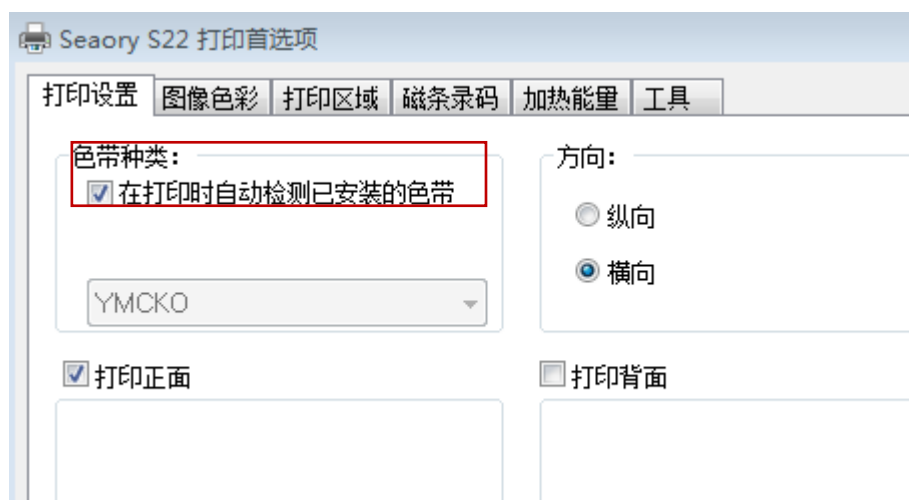 Seaory S22 打印首选项
打印设置 图像色彩 打印区域 磁条录码 加热能量 工具
色带种类: 方向:
在打印时自动检测已安装的色带
纵向
横向
YMCKO
打印正面 打印背面